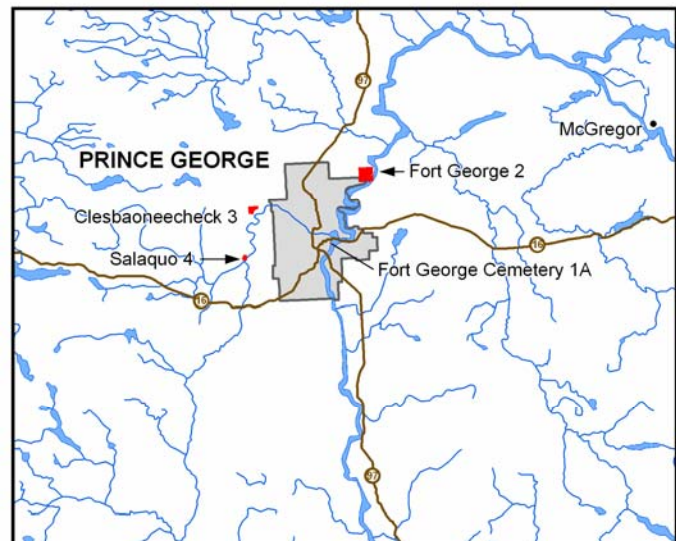 97
McGregor
PRINCE GEORGE
Fort George 2
Clesbaoneecheck 3
16
Salaquo 4
Fort George Cemetery 1A
16
97